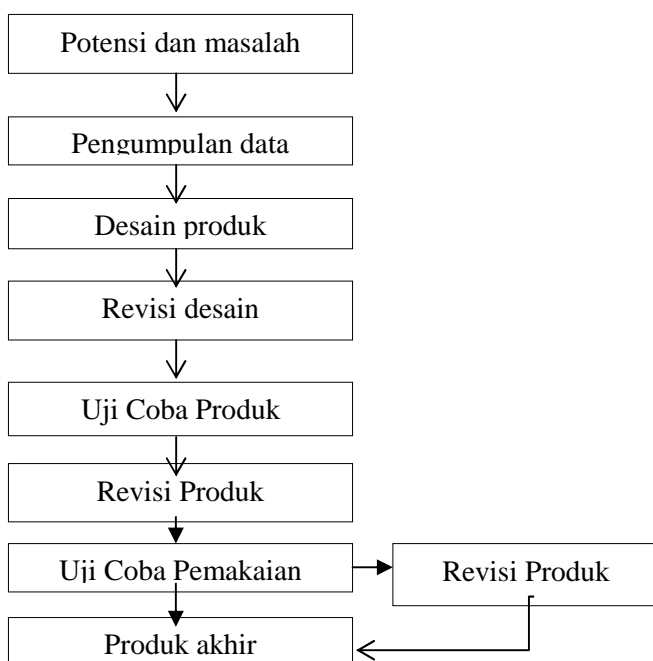 Potensi dan masalah
Pengumpulan data
Desain produk
Revisi desain
Uji Coba Produk
Revisi Produk
Uji Coba Pemakaian
Revisi Produk
Produk akhir